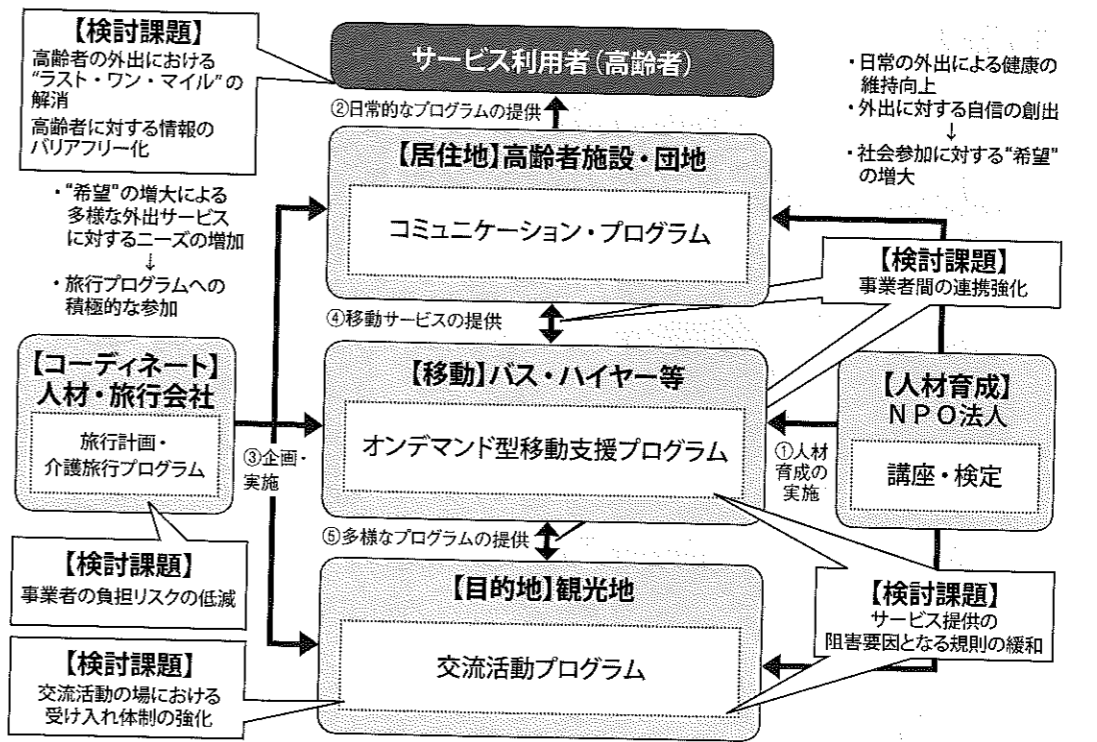 【検討課題】
高齢者の外出における
“ラスト・ワン・マイル”の
解消
高齢者に対する情報の
バリアフリー化
サービス利用者（高齢者）
・日常の外出による健康の
維持向上
・外出に対する自信の創出
↓
・社会参加に対する“希望”
の増大
②日常的なプログラムの提供
【居住地】高齢者施設・団地
コミュニケーション・プログラム
・“希望”の増大による
多様な外出サービス
に対するニーズの増加
↓
・旅行プログラムへの
積極的な参加
【検討課題】
事業者間の連携強化
④移動サービスの提供
【コーディネート】
人材・旅行会社
旅行計画・
介護旅行プログラム
③企画・
実施
【移動】バス・ハイヤー等
オンデマンド型移動支援プログラム
①人材
育成の
実施
【人材育成】
ＮＰＯ法人
講座・検定
⑤多様なプログラムの提供
【検討課題】
事業者の負担リスクの低減
【目的地】観光地
交流活動プログラム
【検討課題】
サービス提供の
阻害要因となる規則の緩和
【検討課題】
交流活動の場における
受け入れ体制の強化